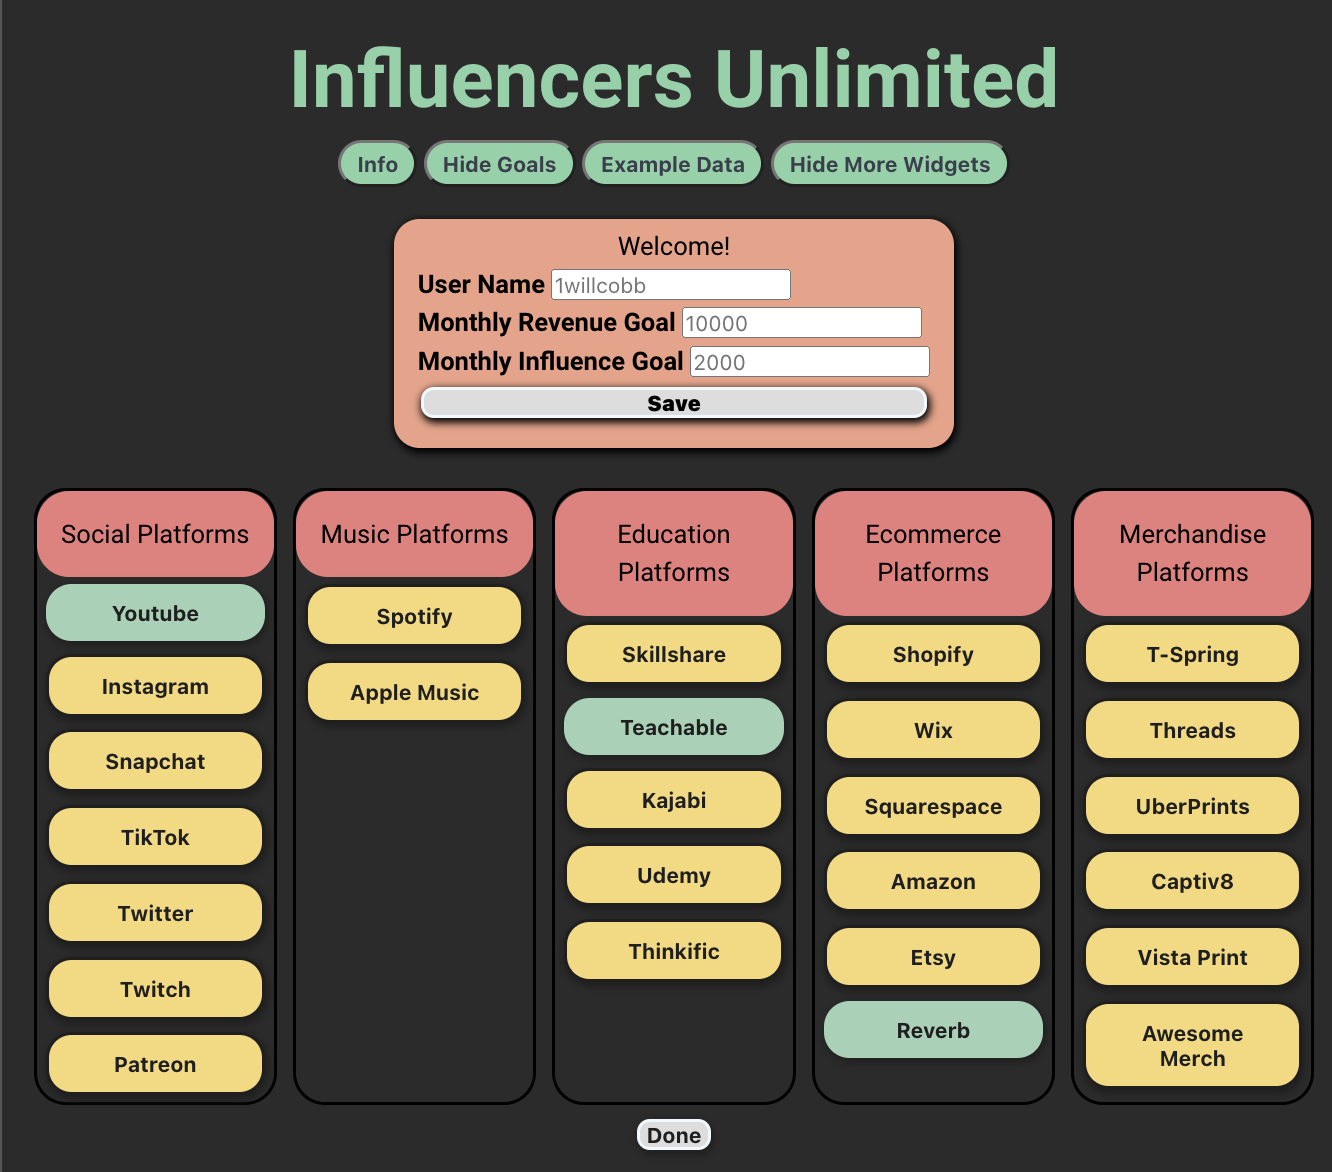 Influencers Unlimited
Info
Hide Goals
Example Data
Hide More Widgets
Welcome!
User Name 1willcobb
Monthly Revenue Goal 10000
Monthly Influence Goal 2000
Save
Social Platforms
Youtube
Instagram
Snapchat
TikTok
Twitter
Twitch
Patreon
Music Platforms
Spotify
Apple Music
Education
Platforms
Skillshare
Teachable
Kajabi
Udemy
Thinkific
Ecommerce
Platforms
Shopify
Wix
Squarespace
Amazon
Etsy
Reverb
Merchandise
Platforms
T-Spring
Threads
UberPrints
Captiv8
Vista Print
Awesome
Merch
Done